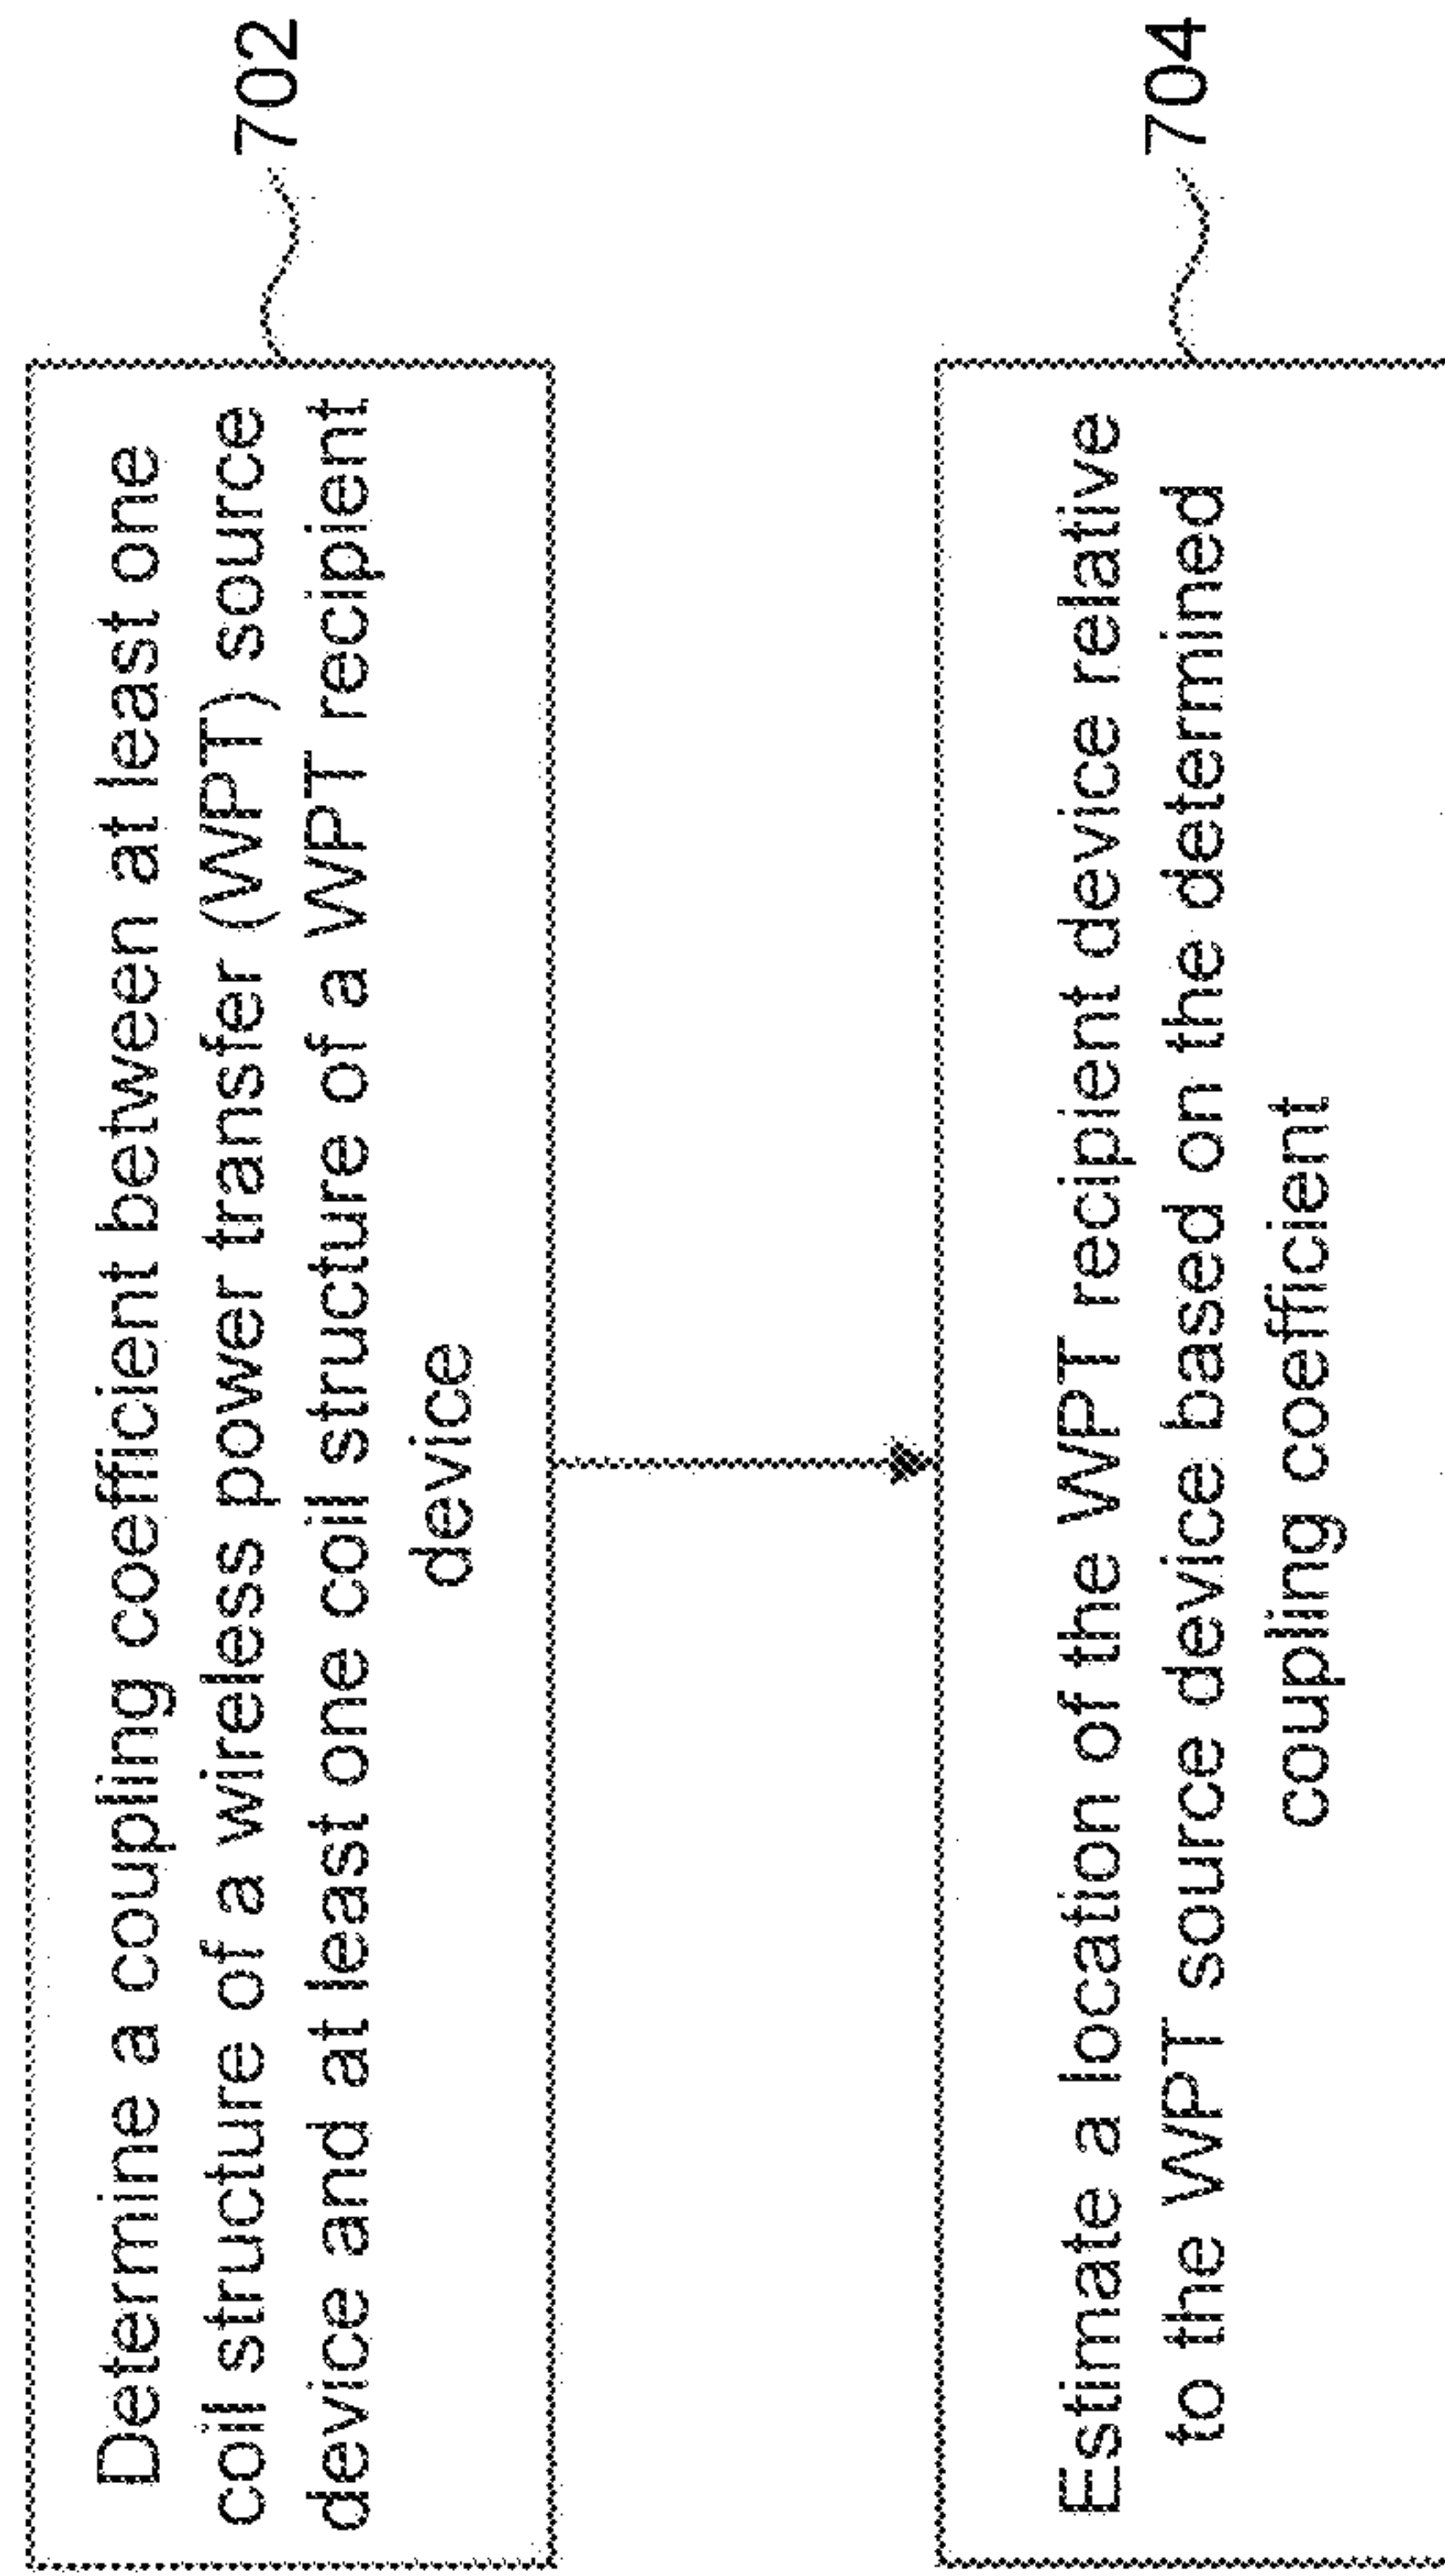 Determine a coupling coefficient between at least one
coil structure of a wireless power transfer (WPT) source
device and at least one coil structure of a WPT recipient
device
702
Estimate a location of the WPT recipient device relative
to the WPT source device based on the determined
coupling coefficient
704